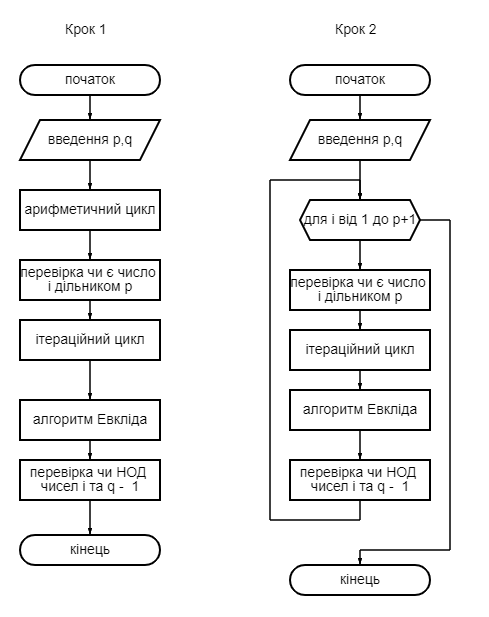 Крок 1
початок
введення p,q
арифметичний цикл
перевірка чи є число
і дільником p
ітераційний цикл
алгоритм Евкліда
перевірка чи НОД
чисел і та q -  1
кінець
Крок 2
початок
введення p,q
для і від 1 до p+1
перевірка чи є число
і дільником p
ітераційний цикл
алгоритм Евкліда
перевірка чи НОД
чисел і та q -  1
кінець